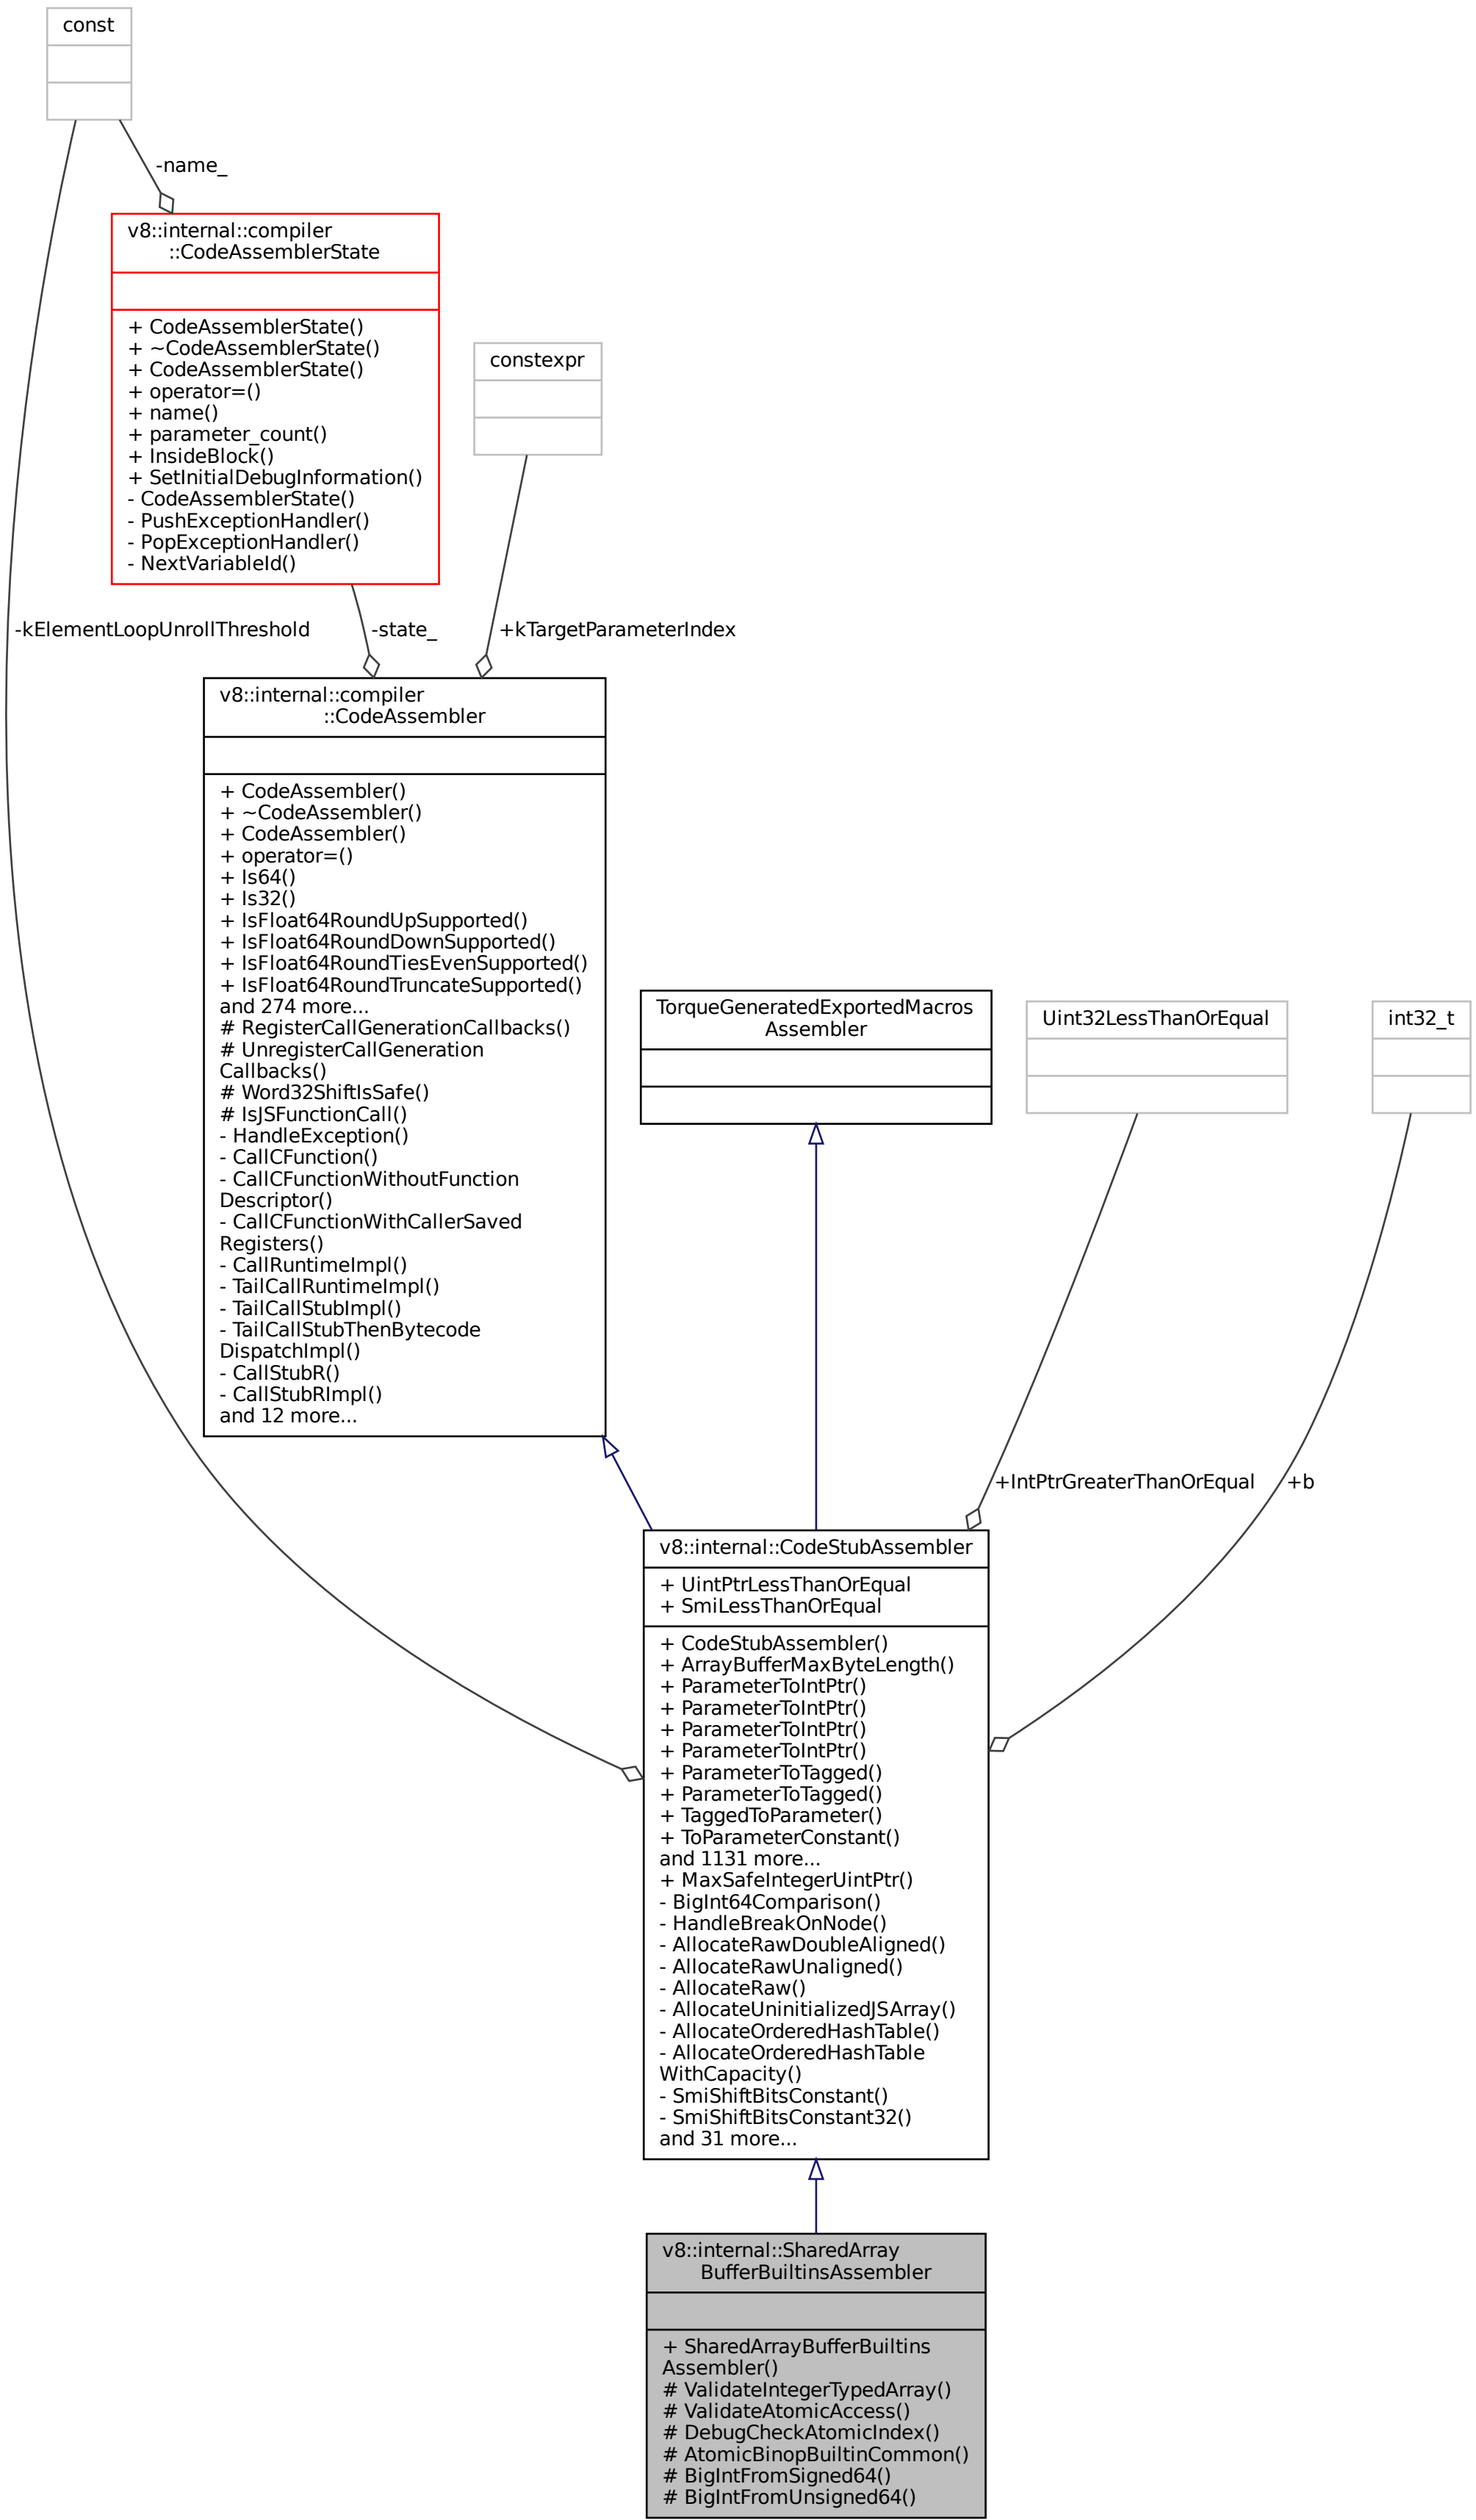 const
-name_
v8::internal::compiler
::CodeAssemblerState
+ CodeAssemblerState()
+ ~CodeAssemblerState()
+ CodeAssemblerState()
+ operator=()
+ name()
+ parameter_count()
+ InsideBlock()
+ SetInitialDebugInformation()
- CodeAssemblerState()
- PushExceptionHandler()
- PopExceptionHandler()
- NextVariableId()
constexpr
-kElementLoopUnrollThreshold
-state_
+kTargetParameterIndex
v8::internal::compiler
::CodeAssembler
+ CodeAssembler()
+ ~CodeAssembler()
+ CodeAssembler()
+ operator=()
+ Is64()
+ Is32()
+ IsFloat64RoundUpSupported()
+ IsFloat64RoundDownSupported()
+ IsFloat64RoundTiesEvenSupported()
+ IsFloat64RoundTruncateSupported()
and 274 more...
# RegisterCallGenerationCallbacks()
# UnregisterCallGeneration
Callbacks()
# Word32ShiftIsSafe()
# IsJSFunctionCall()
- HandleException()
- CallCFunction()
- CallCFunctionWithoutFunction
Descriptor()
- CallCFunctionWithCallerSaved
Registers()
- CallRuntimeImpl()
- TailCallRuntimeImpl()
- TailCallStubImpl()
- TailCallStubThenBytecode
DispatchImpl()
- CallStubR()
- CallStubRImpl()
and 12 more...
TorqueGeneratedExportedMacros
Assembler
Uint32LessThanOrEqual
int32_t
+IntPtrGreaterThanOrEqual
+b
v8::internal::CodeStubAssembler
+ UintPtrLessThanOrEqual
+ SmiLessThanOrEqual
+ CodeStubAssembler()
+ ArrayBufferMaxByteLength()
+ ParameterToIntPtr()
+ ParameterToIntPtr()
+ ParameterToIntPtr()
+ ParameterToIntPtr()
+ ParameterToTagged()
+ ParameterToTagged()
+ TaggedToParameter()
+ ToParameterConstant()
and 1131 more...
+ MaxSafeIntegerUintPtr()
- BigInt64Comparison()
- HandleBreakOnNode()
- AllocateRawDoubleAligned()
- AllocateRawUnaligned()
- AllocateRaw()
- AllocateUninitializedJSArray()
- AllocateOrderedHashTable()
- AllocateOrderedHashTable
WithCapacity()
- SmiShiftBitsConstant()
- SmiShiftBitsConstant32()
and 31 more...
v8::internal::SharedArray
BufferBuiltinsAssembler
+ SharedArrayBufferBuiltins
Assembler()
# ValidateIntegerTypedArray()
# ValidateAtomicAccess()
# DebugCheckAtomicIndex()
# AtomicBinopBuiltinCommon()
# BigIntFromSigned64()
# BigIntFromUnsigned64()